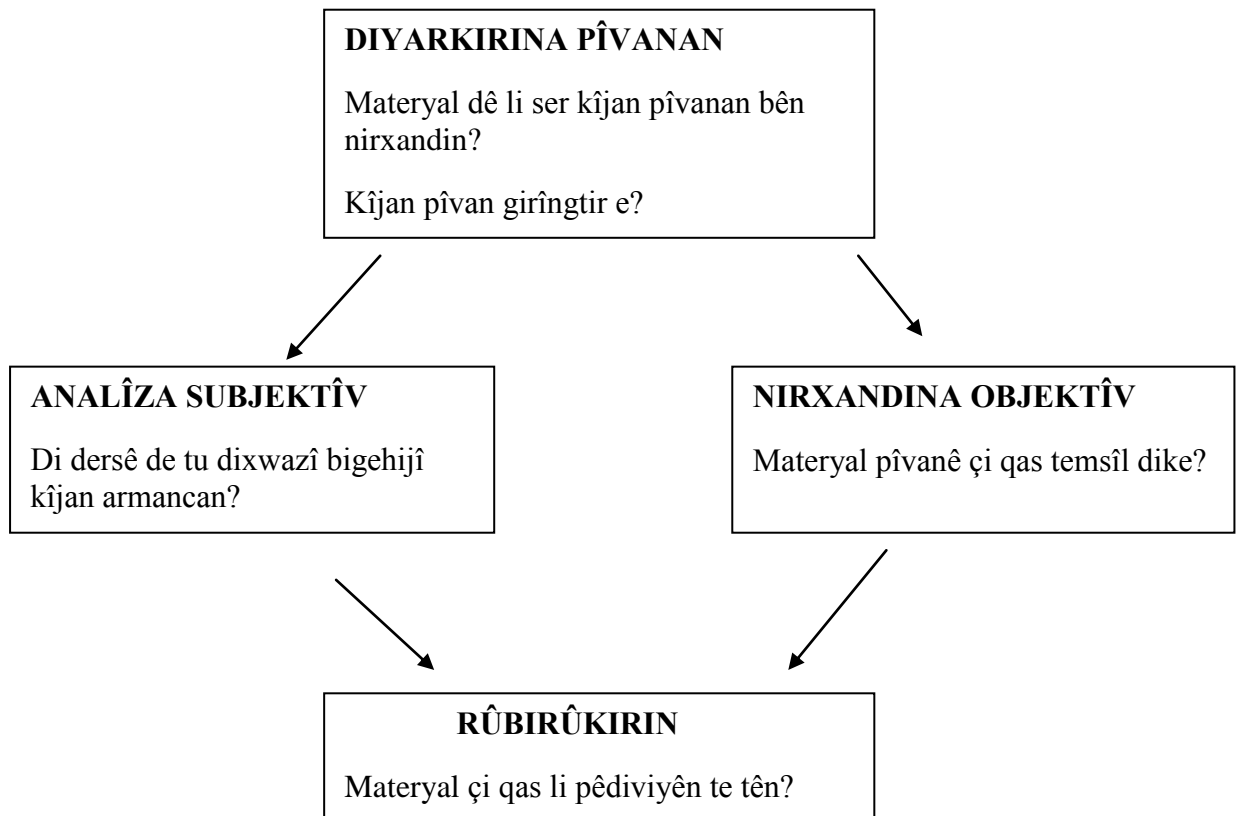 DIYARKIRINA PÎVANAN
Materyal dê li ser kîjan pîvanan bên
nirxandin?
Kîjan pîvan girîngtir e?
ANALÎZA SUBJEKTÎV
Di dersê de tu dixwazî bigehijî
kîjan armancan?
NIRXANDINA OBJEKTÎV
Materyal pîvanê çi qas temsîl dike?
RÛBIRÛKIRIN
Materyal çi qas li pêdiviyên te tên?